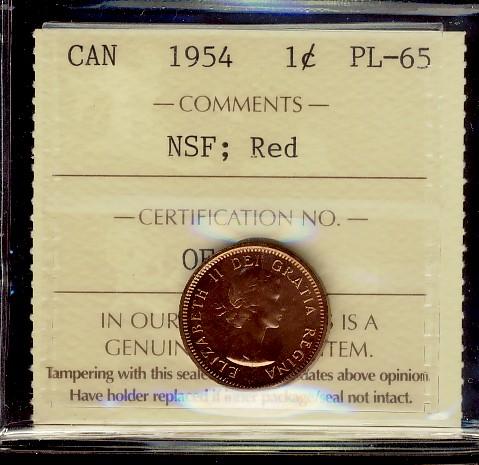 CAN 1954 1¢ PL-65
— COMMENTS —
NSF; Red
— CERTIFICATION NO. —
IN OUR IS A
GENUIN TEM.
Tampering with this seal dates above opinion.
Have holder replaced if inner package/seal not intact.
ELIZABETH II DEI GRATIA REGINA